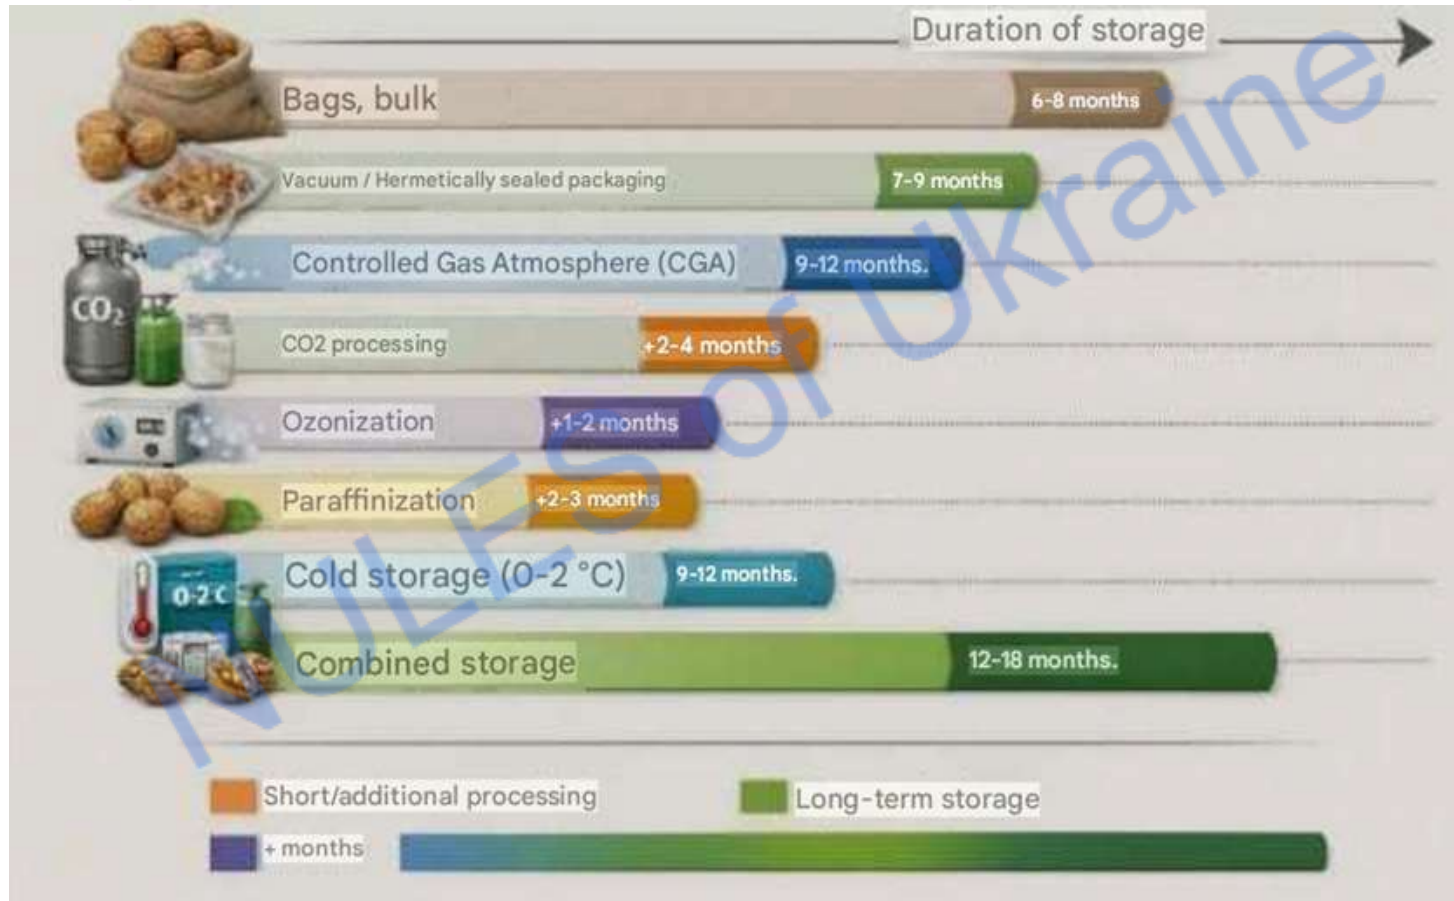 Duration of storage
Bags, bulk
6-8 months
Vacuum / Hermetically sealed packaging
7-9 months
Controlled Gas Atmosphere (CGA)
9-12 months.
CO₂
CO2 processing
+2-4 months
Ozonization
+1-2 months
Paraffinization
+2-3 months
0-2 C
Cold storage (0-2 °C)
9-12 months.
Combined storage
12-18 months.
Short/additional processing
Long-term storage
+ months
NULES of Ukraine